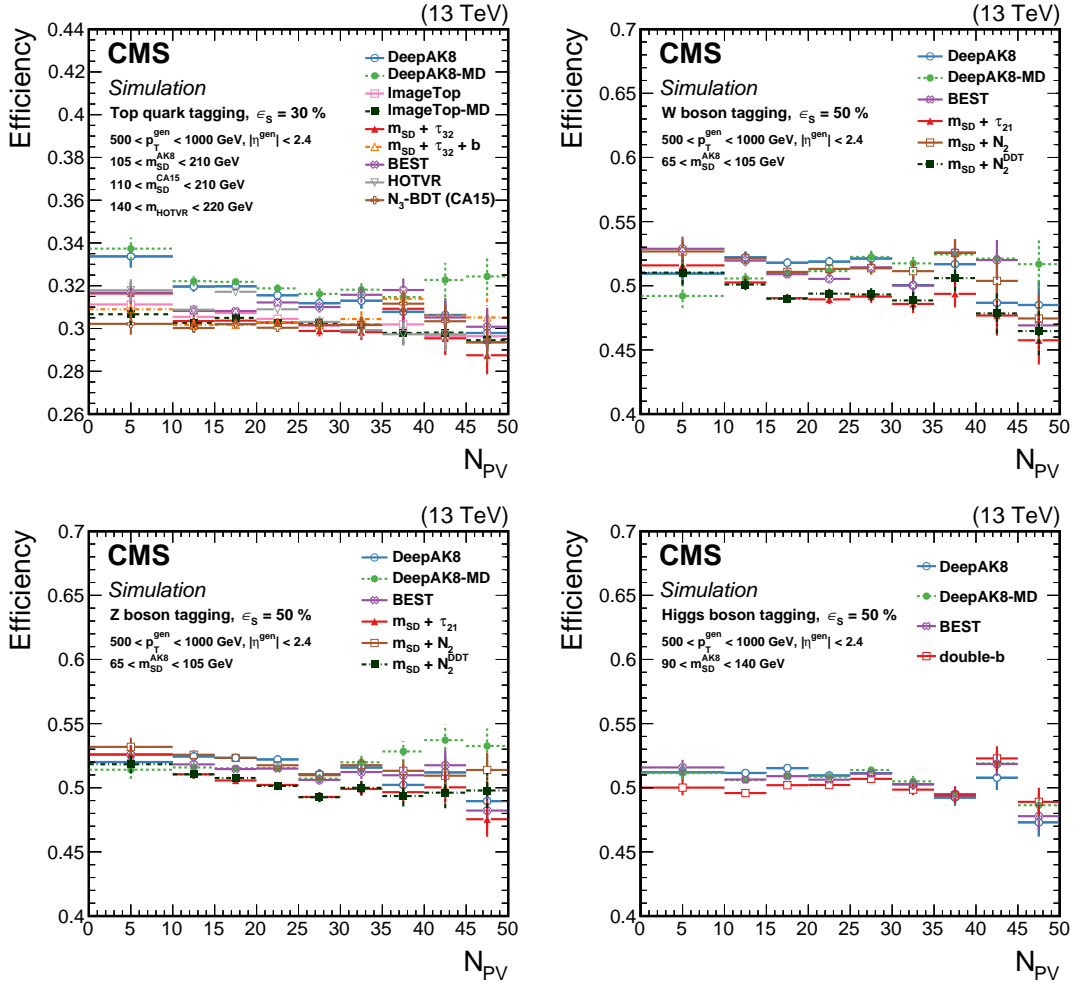 (13 TeV)
Efficiency
0.44
0.42
0.4
0.38
0.36
0.34
0.32
0.3
0.28
0.26
CMS
Simulation
Top quark tagging, ε_S = 30 %
500 < p_T^gen < 1000 GeV, |η^gen| < 2.4
105 < m_SD^AK8 < 210 GeV
110 < m_SD^CA15 < 210 GeV
140 < m_HOTVR < 220 GeV
DeepAK8
DeepAK8-MD
ImageTop
ImageTop-MD
m_SD + τ_32
m_SD + τ_32 + b
BEST
HOTVR
N_3-BDT (CA15)
0 5 10 15 20 25 30 35 40 45 50
N_PV
(13 TeV)
Efficiency
0.7
0.65
0.6
0.55
0.5
0.45
0.4
CMS
Simulation
W boson tagging, ε_S = 50 %
500 < p_T^gen < 1000 GeV, |η^gen| < 2.4
65 < m_SD^AK8 < 105 GeV
DeepAK8
DeepAK8-MD
BEST
m_SD + τ_21
m_SD + N_2
m_SD + N_2^DDT
0 5 10 15 20 25 30 35 40 45 50
N_PV
(13 TeV)
Efficiency
0.7
0.65
0.6
0.55
0.5
0.45
0.4
CMS
Simulation
Z boson tagging, ε_S = 50 %
500 < p_T^gen < 1000 GeV, |η^gen| < 2.4
65 < m_SD^AK8 < 105 GeV
DeepAK8
DeepAK8-MD
BEST
m_SD + τ_21
m_SD + N_2
m_SD + N_2^DDT
0 5 10 15 20 25 30 35 40 45 50
N_PV
(13 TeV)
Efficiency
0.7
0.65
0.6
0.55
0.5
0.45
0.4
CMS
Simulation
Higgs boson tagging, ε_S = 50 %
500 < p_T^gen < 1000 GeV, |η^gen| < 2.4
90 < m_SD^AK8 < 140 GeV
DeepAK8
DeepAK8-MD
BEST
double-b
0 5 10 15 20 25 30 35 40 45 50
N_PV